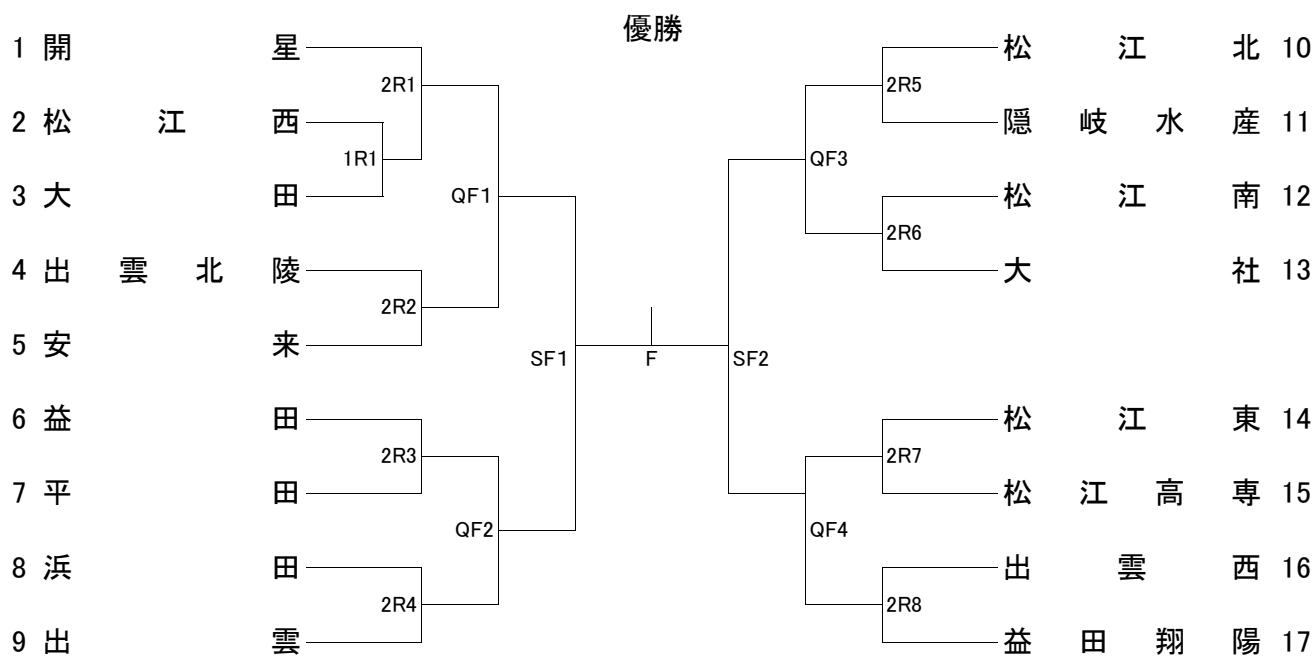 優勝
1 開星
2 松江西
3 大田
4 出雲北陵
5 安来
6 益田
7 平田
8 浜田
9 出雲
2R1
1R1
QF1
2R2
SF1
2R3
QF2
2R4
F
松江北 10
隠岐水産 11
松江南 12
大社 13
松江東 14
松江高専 15
出雲西 16
益田翔陽 17
2R5
QF3
2R6
SF2
2R7
QF4
2R8